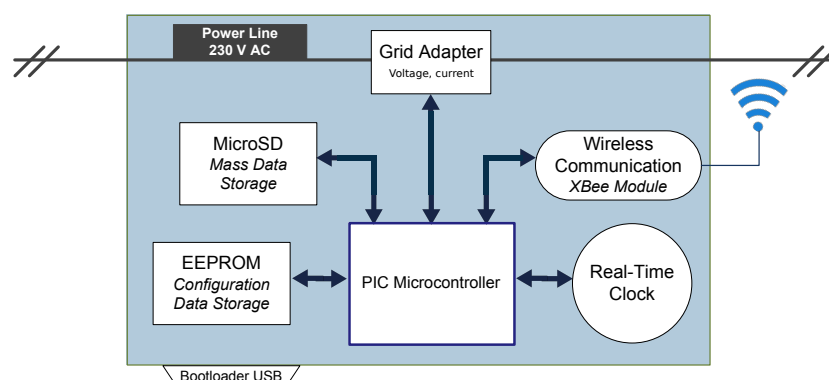 Power Line
230 V AC
Grid Adapter
Voltage, current
MicroSD
Mass Data
Storage
Wireless
Communication
XBee Module
EEPROM
Configuration
Data Storage
PIC Microcontroller
Real-Time
Clock
Bootloader USB